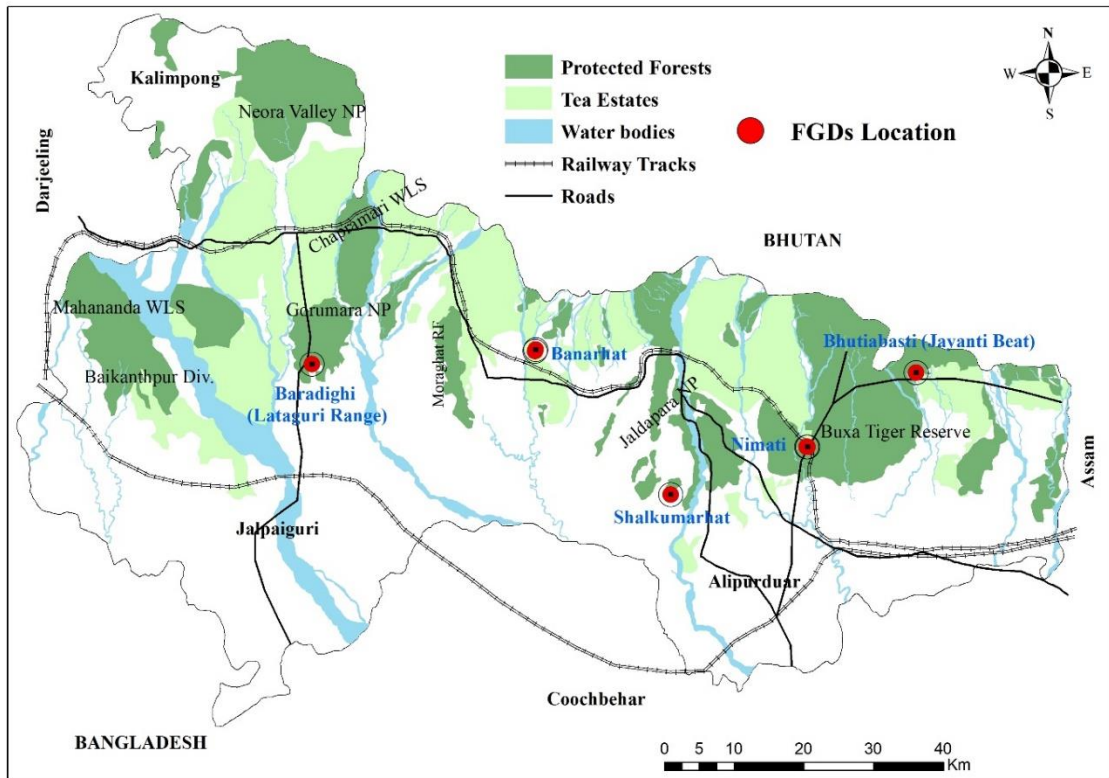 Kalimpong
Neora Valley NP
Darjeeling
Protected Forests
Tea Estates
Water bodies
Railway Tracks
Roads
FGDs Location
N
W
E
S
Chapramari WLS
BHUTAN
Mahananda WLS
Gorumara NP
Baikanthpur Div.
Baradighi
(Lataguri Range)
Moraghar RF
Banarhat
Jaldapara NP
Bhutiabasti (Jayanti Beat)
Nimati
Buxa Tiger Reserve
Assam
Shalkumarhat
Jalpaiguri
Alipurduar
Coochbehar
BANGLADESH
0 5 10 20 30 40
Km